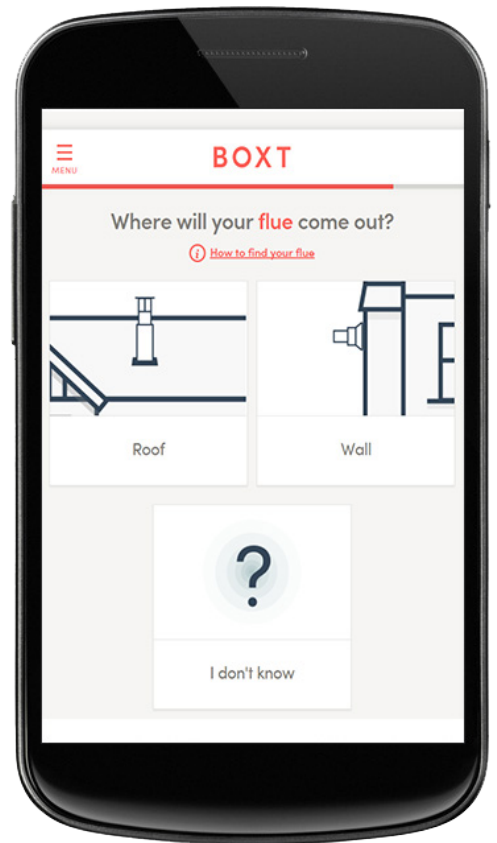 BOXT
MENU
Where will your flue come out?
i How to find your flue
Roof
Wall
?
I don't know